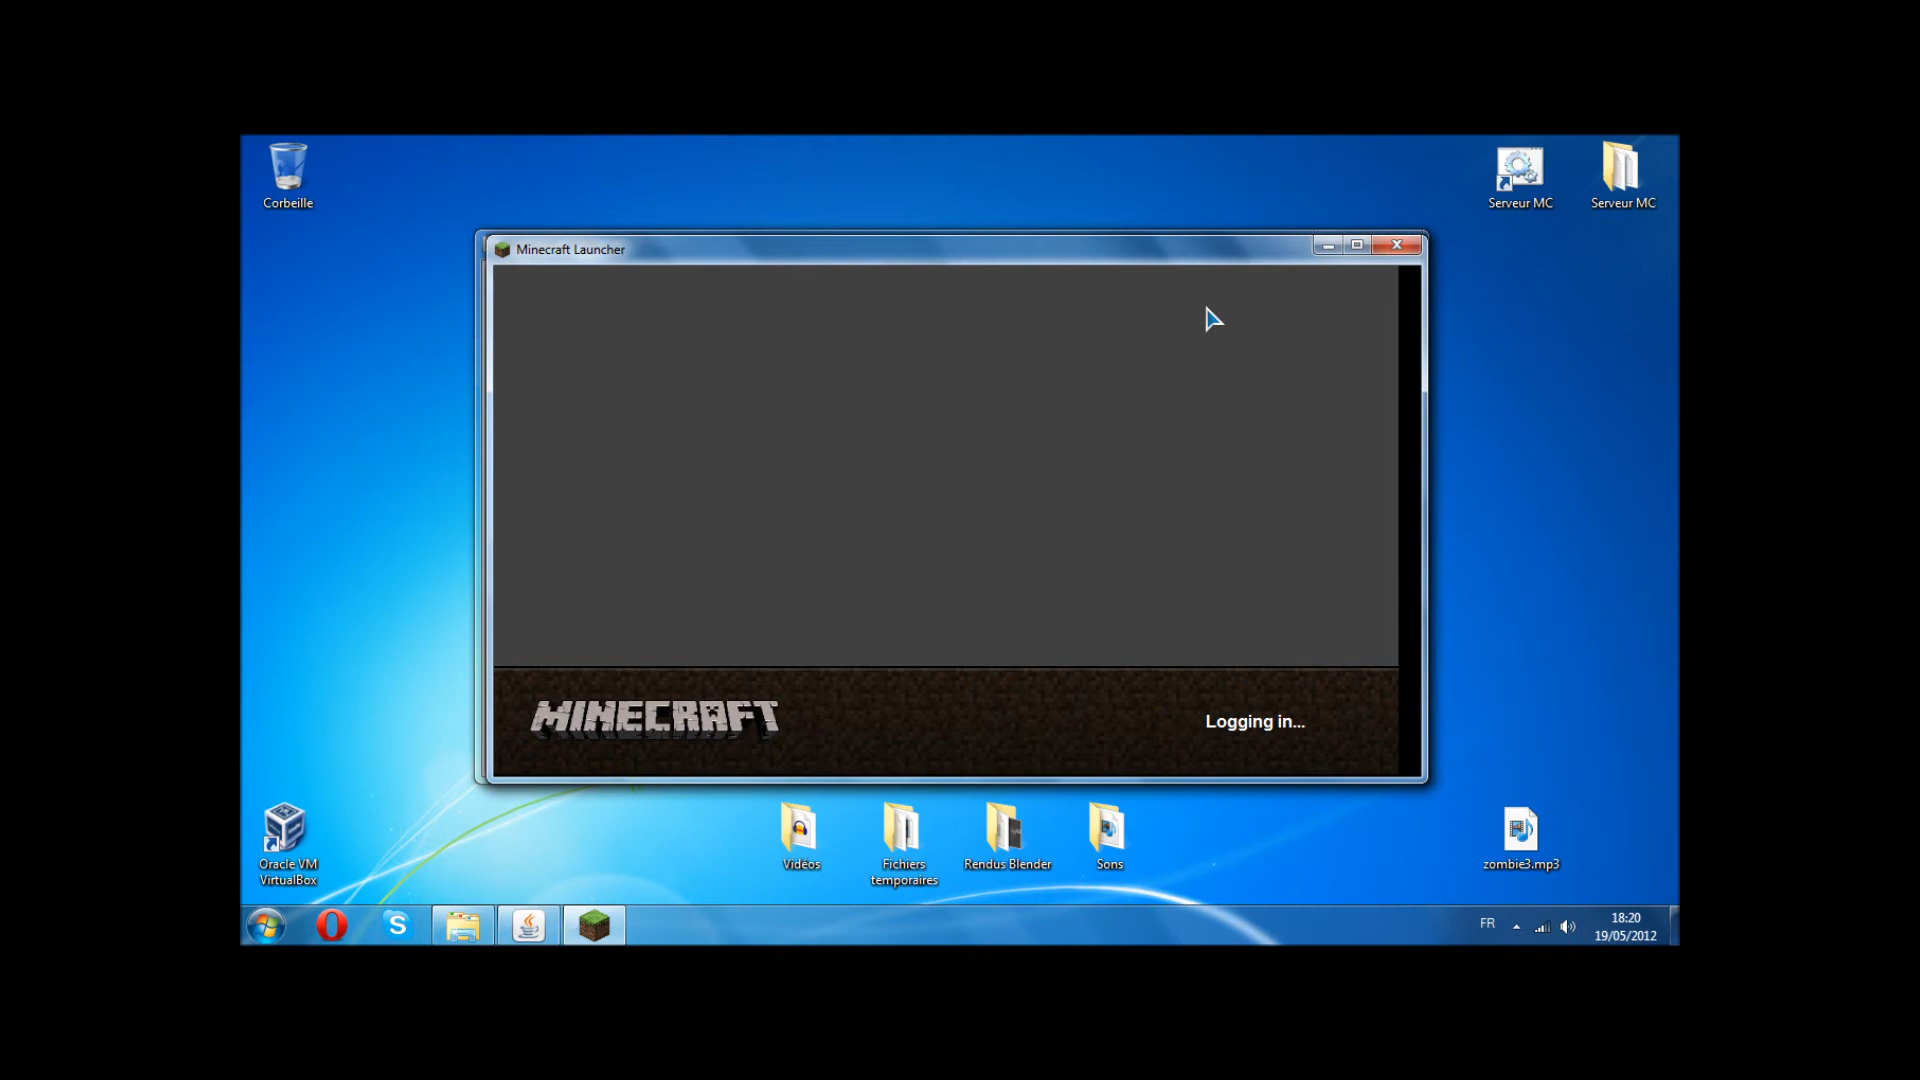 Corbeille
Serveur MC
Serveur MC
Minecraft Launcher
MINECRAFT
Logging in...
Oracle VM
VirtualBox
Vidéos
Fichiers
temporaires
Rendus Blender
Sons
zombie3.mp3
FR
18:20
19/05/2012